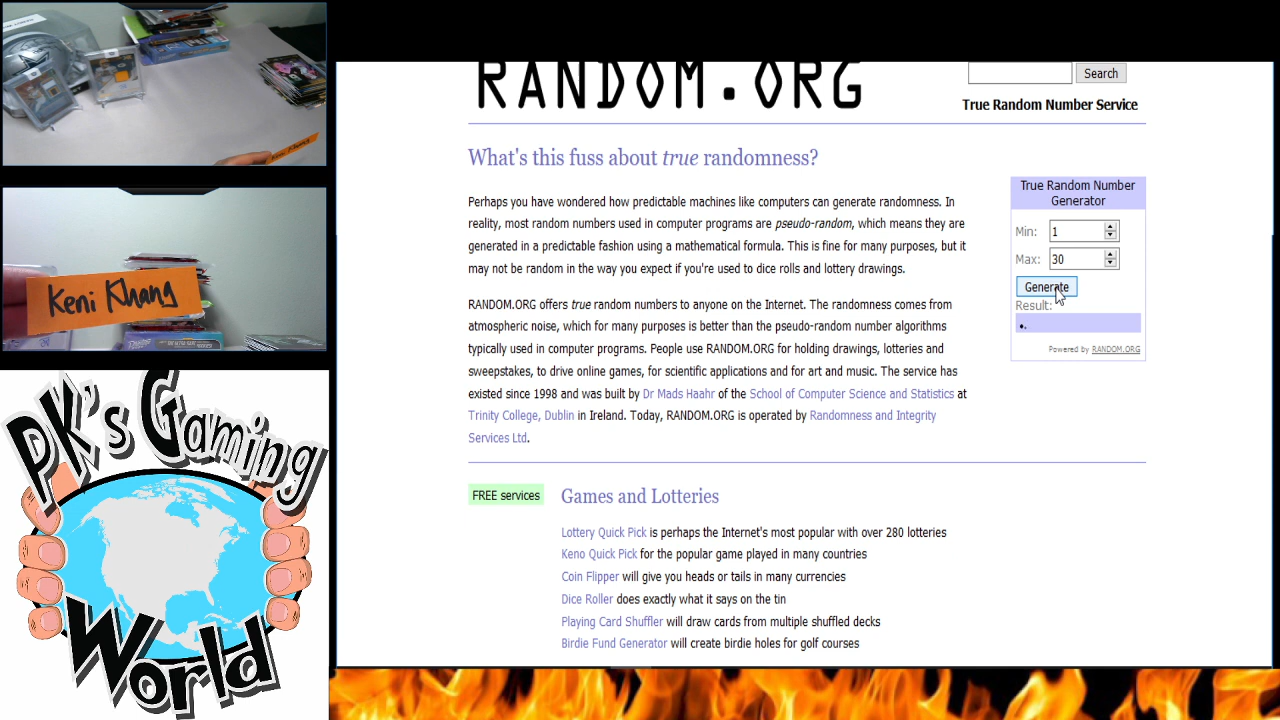 Keni Khang
PK's Gaming
World
RANDOM.ORG
Search
True Random Number Service
What's this fuss about true randomness?
Perhaps you have wondered how predictable machines like computers can generate randomness. In
reality, most random numbers used in computer programs are pseudo-random, which means they are
generated in a predictable fashion using a mathematical formula. This is fine for many purposes, but it
may not be random in the way you expect if you're used to dice rolls and lottery drawings.
RANDOM.ORG offers true random numbers to anyone on the Internet. The randomness comes from
atmospheric noise, which for many purposes is better than the pseudo-random number algorithms
typically used in computer programs. People use RANDOM.ORG for holding drawings, lotteries and
sweepstakes, to drive online games, for scientific applications and for art and music. The service has
existed since 1998 and was built by Dr Mads Haahr of the School of Computer Science and Statistics at
Trinity College, Dublin in Ireland. Today, RANDOM.ORG is operated by Randomness and Integrity
Services Ltd.
True Random Number
Generator
Min: 1
Max: 30
Generate
Result:
Powered by RANDOM.ORG
FREE services
Games and Lotteries
Lottery Quick Pick is perhaps the Internet's most popular with over 280 lotteries
Keno Quick Pick for the popular game played in many countries
Coin Flipper will give you heads or tails in many currencies
Dice Roller does exactly what it says on the tin
Playing Card Shuffler will draw cards from multiple shuffled decks
Birdie Fund Generator will create birdie holes for golf courses